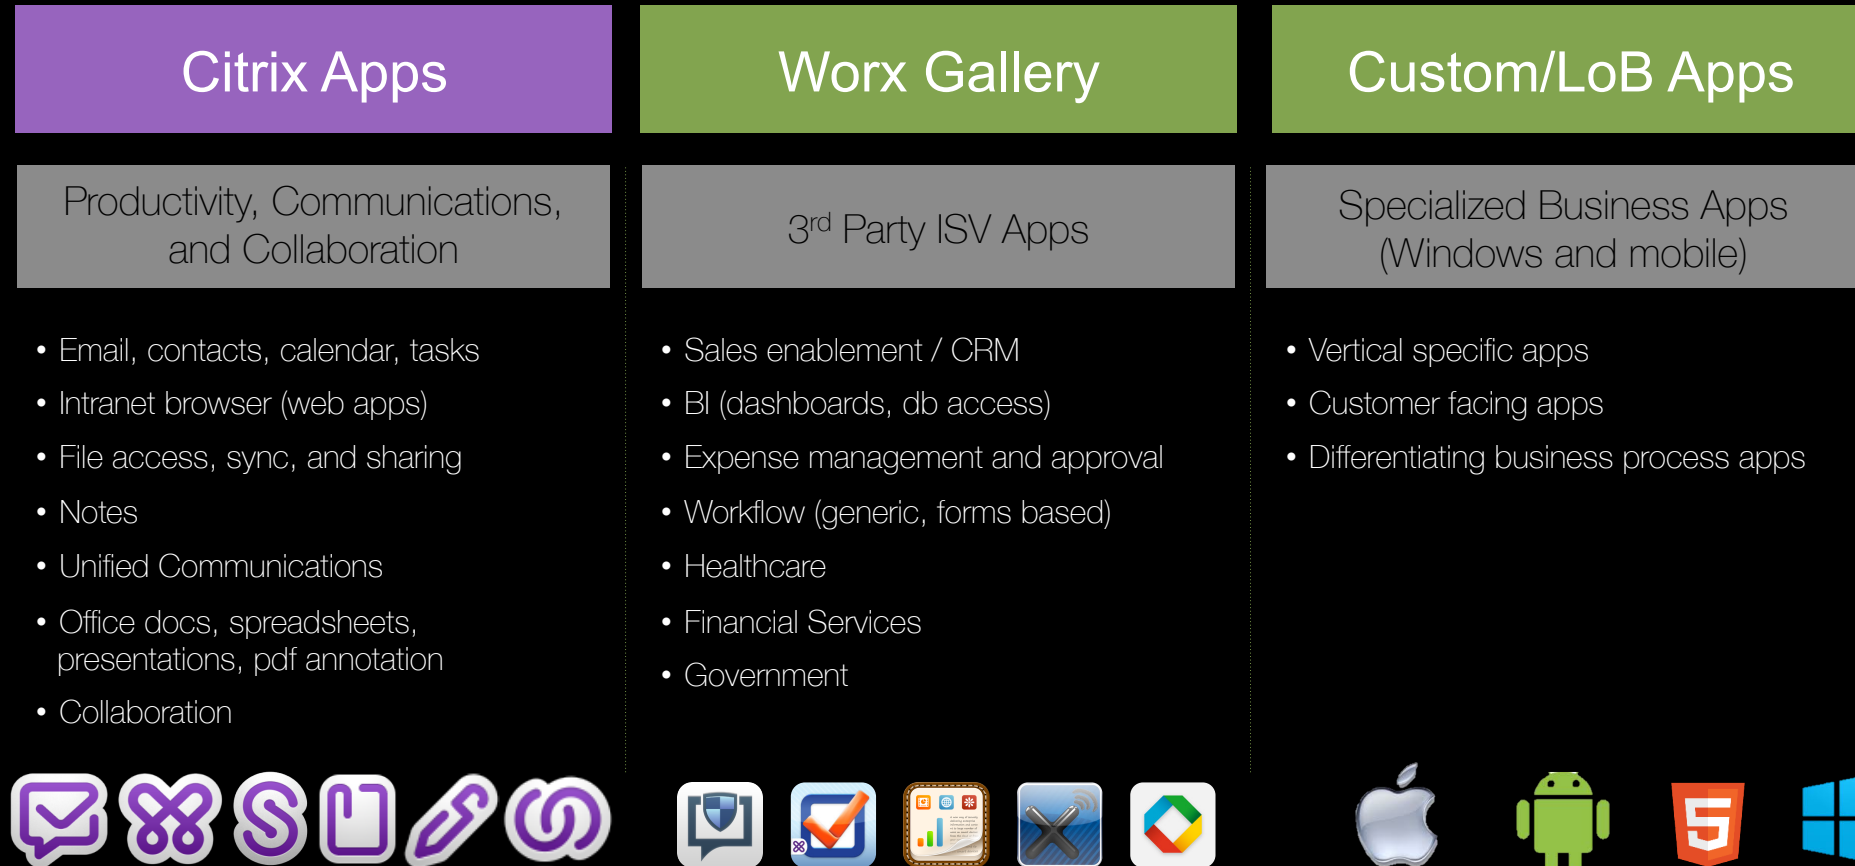 Citrix Apps
Worx Gallery
Custom/LoB Apps
Productivity, Communications,
and Collaboration
3rd Party ISV Apps
Specialized Business Apps
(Windows and mobile)
• Email, contacts, calendar, tasks
• Intranet browser (web apps)
• File access, sync, and sharing
• Notes
• Unified Communications
• Office docs, spreadsheets,
presentations, pdf annotation
• Collaboration
• Sales enablement / CRM
• BI (dashboards, db access)
• Expense management and approval
• Workflow (generic, forms based)
• Healthcare
• Financial Services
• Government
• Vertical specific apps
• Customer facing apps
• Differentiating business process apps